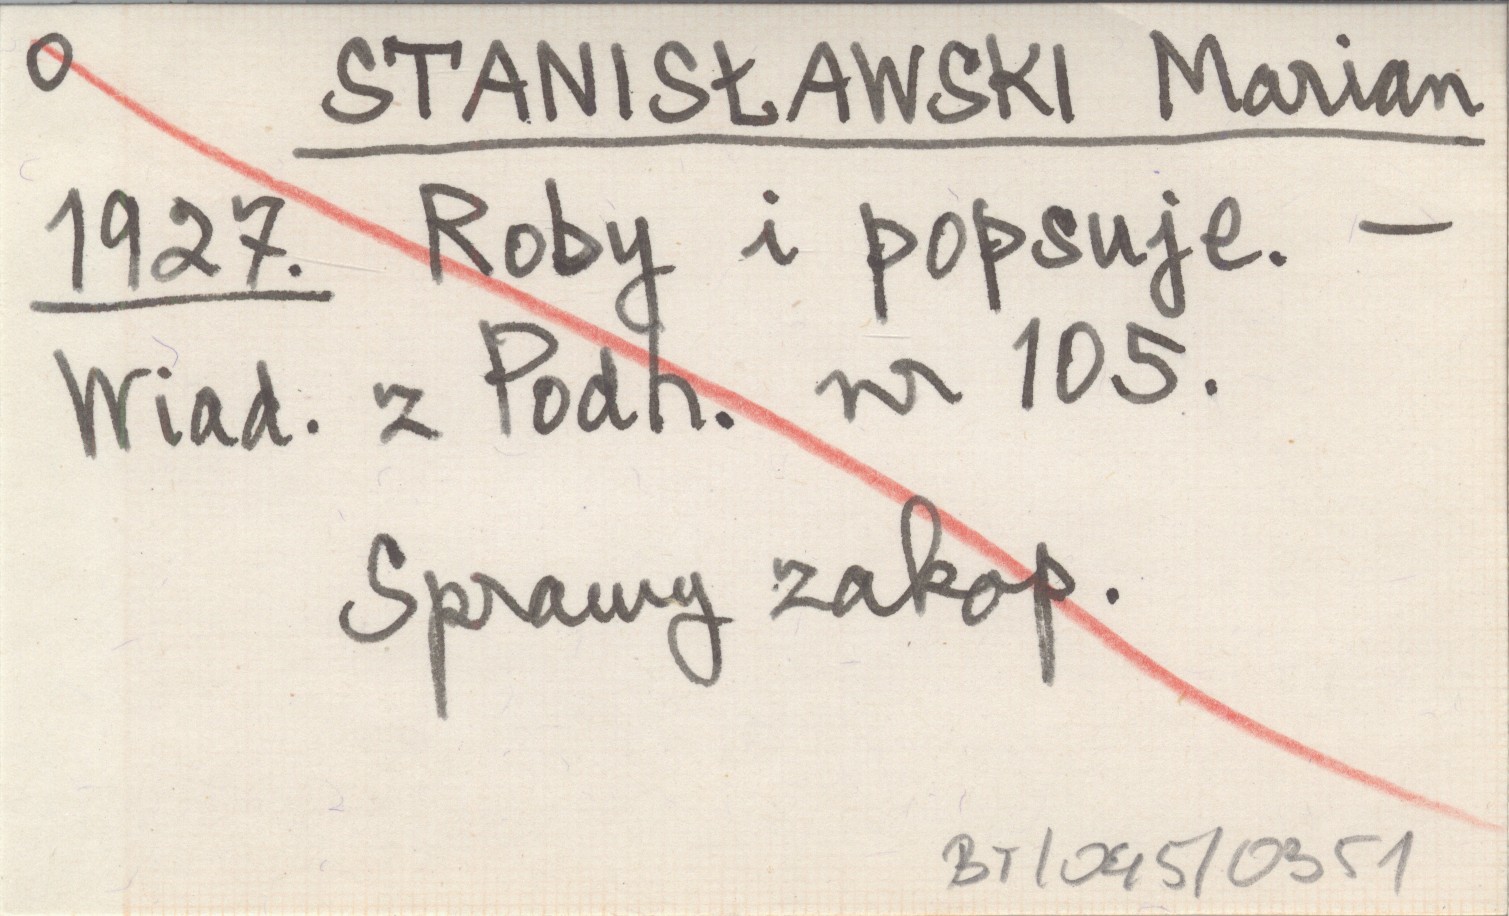 O STANISŁAWSKI Marian
1927. Roby i popsuje. —
Wiad. z Podh. nr 105.
Sprawy zakop.
BT/045/0351